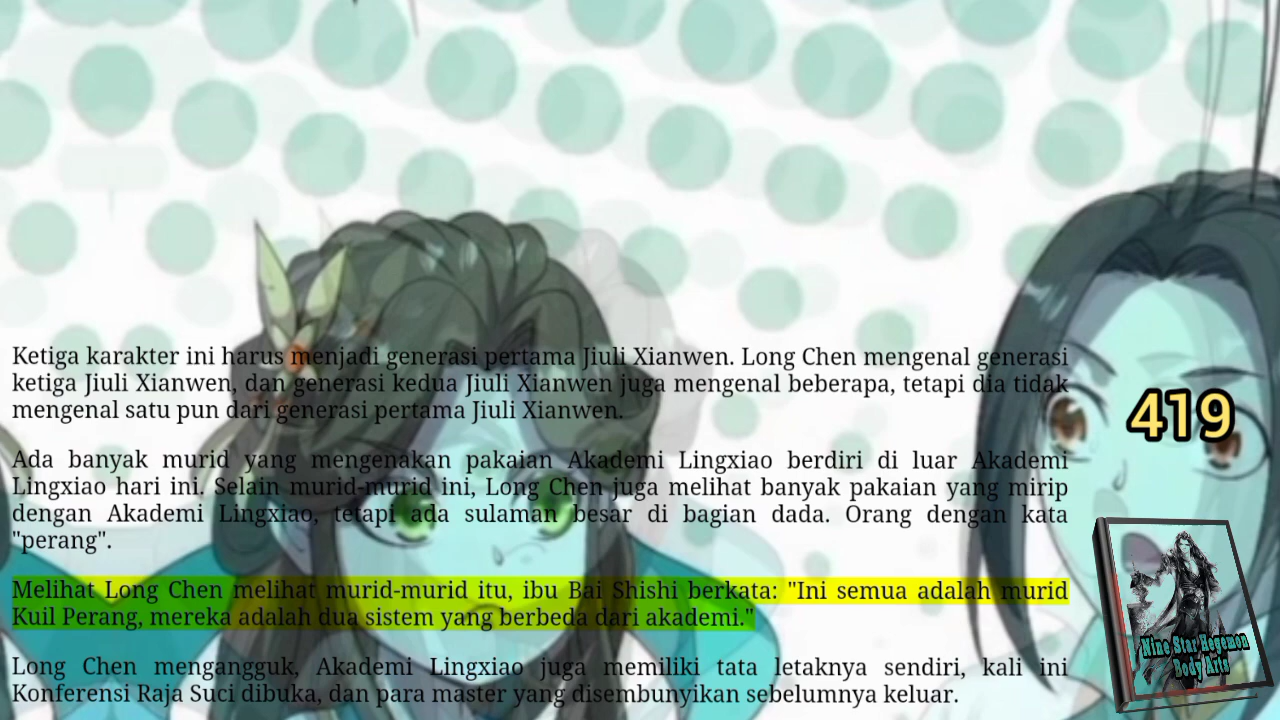 Ketiga karakter ini harus menjadi generasi pertama Jiuli Xianwen. Long Chen mengenal generasi
ketiga Jiuli Xianwen, dan generasi kedua Jiuli Xianwen juga mengenal beberapa, tetapi dia tidak
mengenal satu pun dari generasi pertama Jiuli Xianwen.
Ada banyak murid yang mengenakan pakaian Akademi Lingxiao berdiri di luar Akademi
Lingxiao hari ini. Selain murid-murid ini, Long Chen juga melihat banyak pakaian yang mirip
dengan Akademi Lingxiao, tetapi ada sulaman besar di bagian dada. Orang dengan kata
"perang".
Melihat Long Chen melihat murid-murid itu, ibu Bai Shishi berkata: "Ini semua adalah murid
Kuil Perang, mereka adalah dua sistem yang berbeda dari akademi."
Long Chen mengangguk, Akademi Lingxiao juga memiliki tata letaknya sendiri, kali ini
Konferensi Raja Suci dibuka, dan para master yang disembunyikan sebelumnya keluar.
419
Nine Star Hegemon
Body Arts